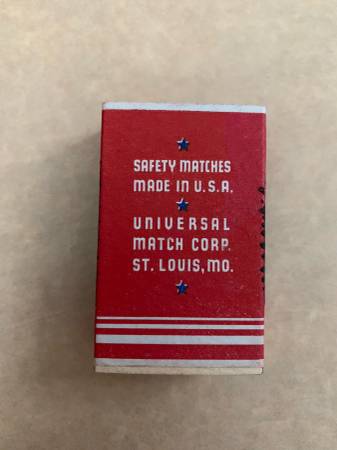 SAFETY MATCHES
MADE IN U.S.A.
UNIVERSAL
MATCH CORP.
ST. LOUIS, MO.